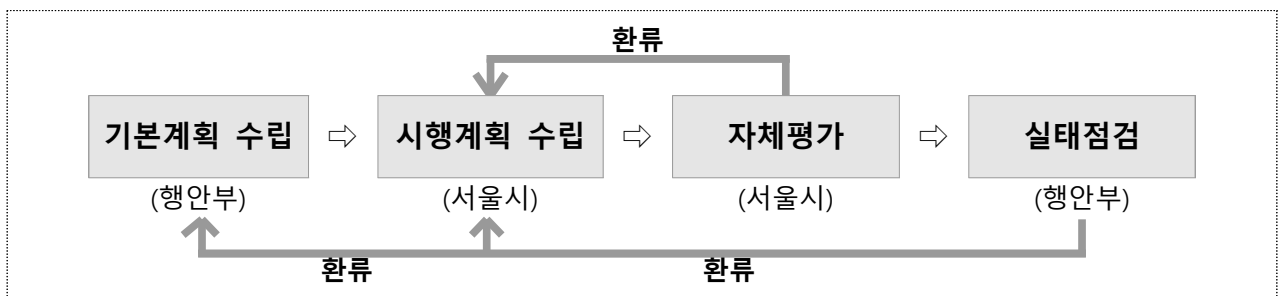 환류
기본계획 수립 ⇨ 시행계획 수립 ⇨ 자체평가 ⇨ 실태점검
(행안부) (서울시) (서울시) (행안부)
환류 환류